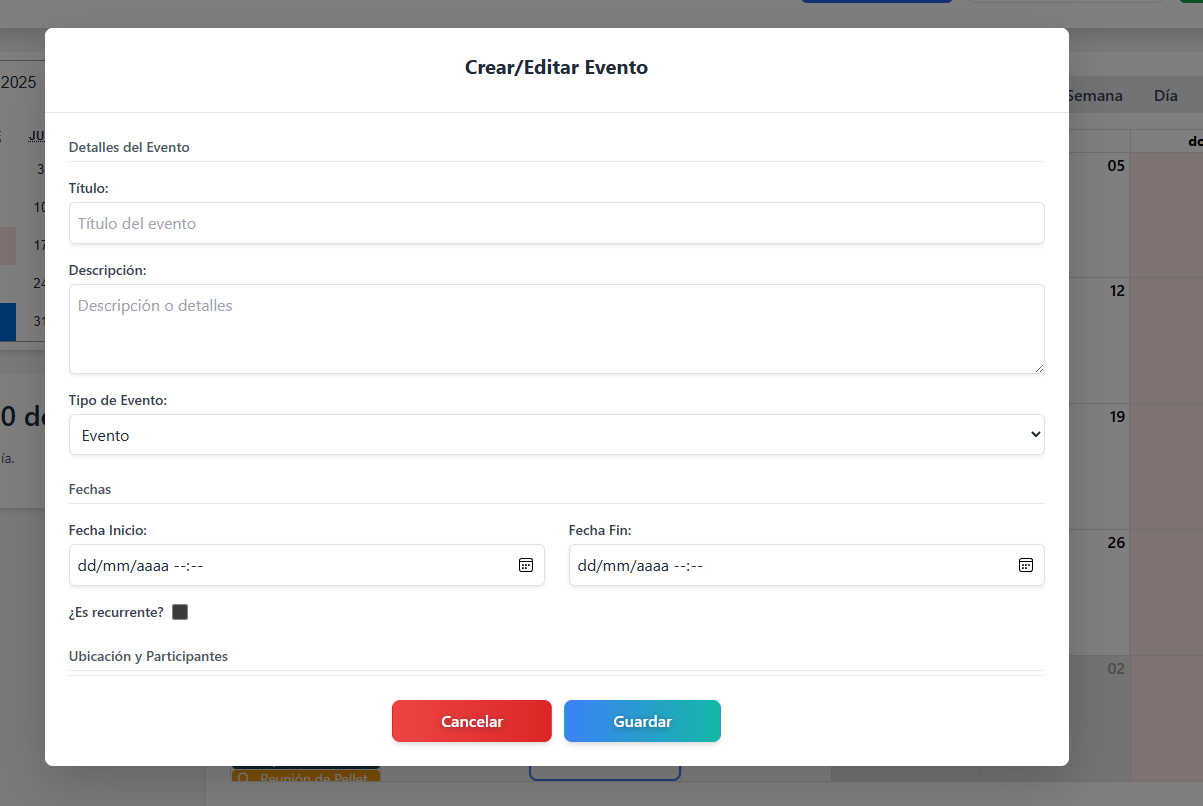 Crear/Editar Evento
2025
Semana Día
JU
do
Detalles del Evento
3
Título:
05
Título del evento
10
17
Descripción:
24
12
Descripción o detalles
31
Tipo de Evento:
0 de
19
Evento
ía.
Fechas
Fecha Inicio: Fecha Fin:
26
dd/mm/aaaa --:-- dd/mm/aaaa --:--
¿Es recurrente?
Ubicación y Participantes
02
Cancelar Guardar
Reunión de Pellet